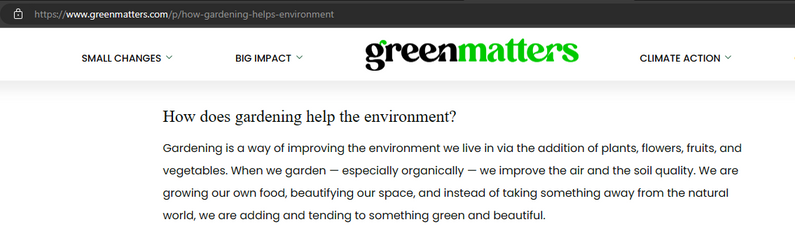 https://www.greenmatters.com/p/how-gardening-helps-environment
SMALL CHANGES BIG IMPACT greenmatters CLIMATE ACTION
How does gardening help the environment?
Gardening is a way of improving the environment we live in via the addition of plants, flowers, fruits, and
vegetables. When we garden — especially organically — we improve the air and the soil quality. We are
growing our own food, beautifying our space, and instead of taking something away from the natural
world, we are adding and tending to something green and beautiful.